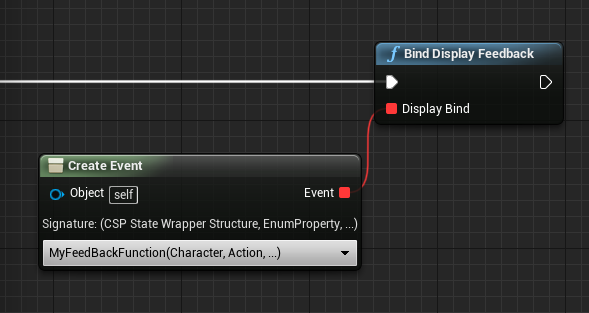 f Bind Display Feedback
Display Bind
Create Event
Object self Event
Signature: (CSP State Wrapper Structure, EnumProperty, ...)
MyFeedBackFunction(Character, Action, ...)